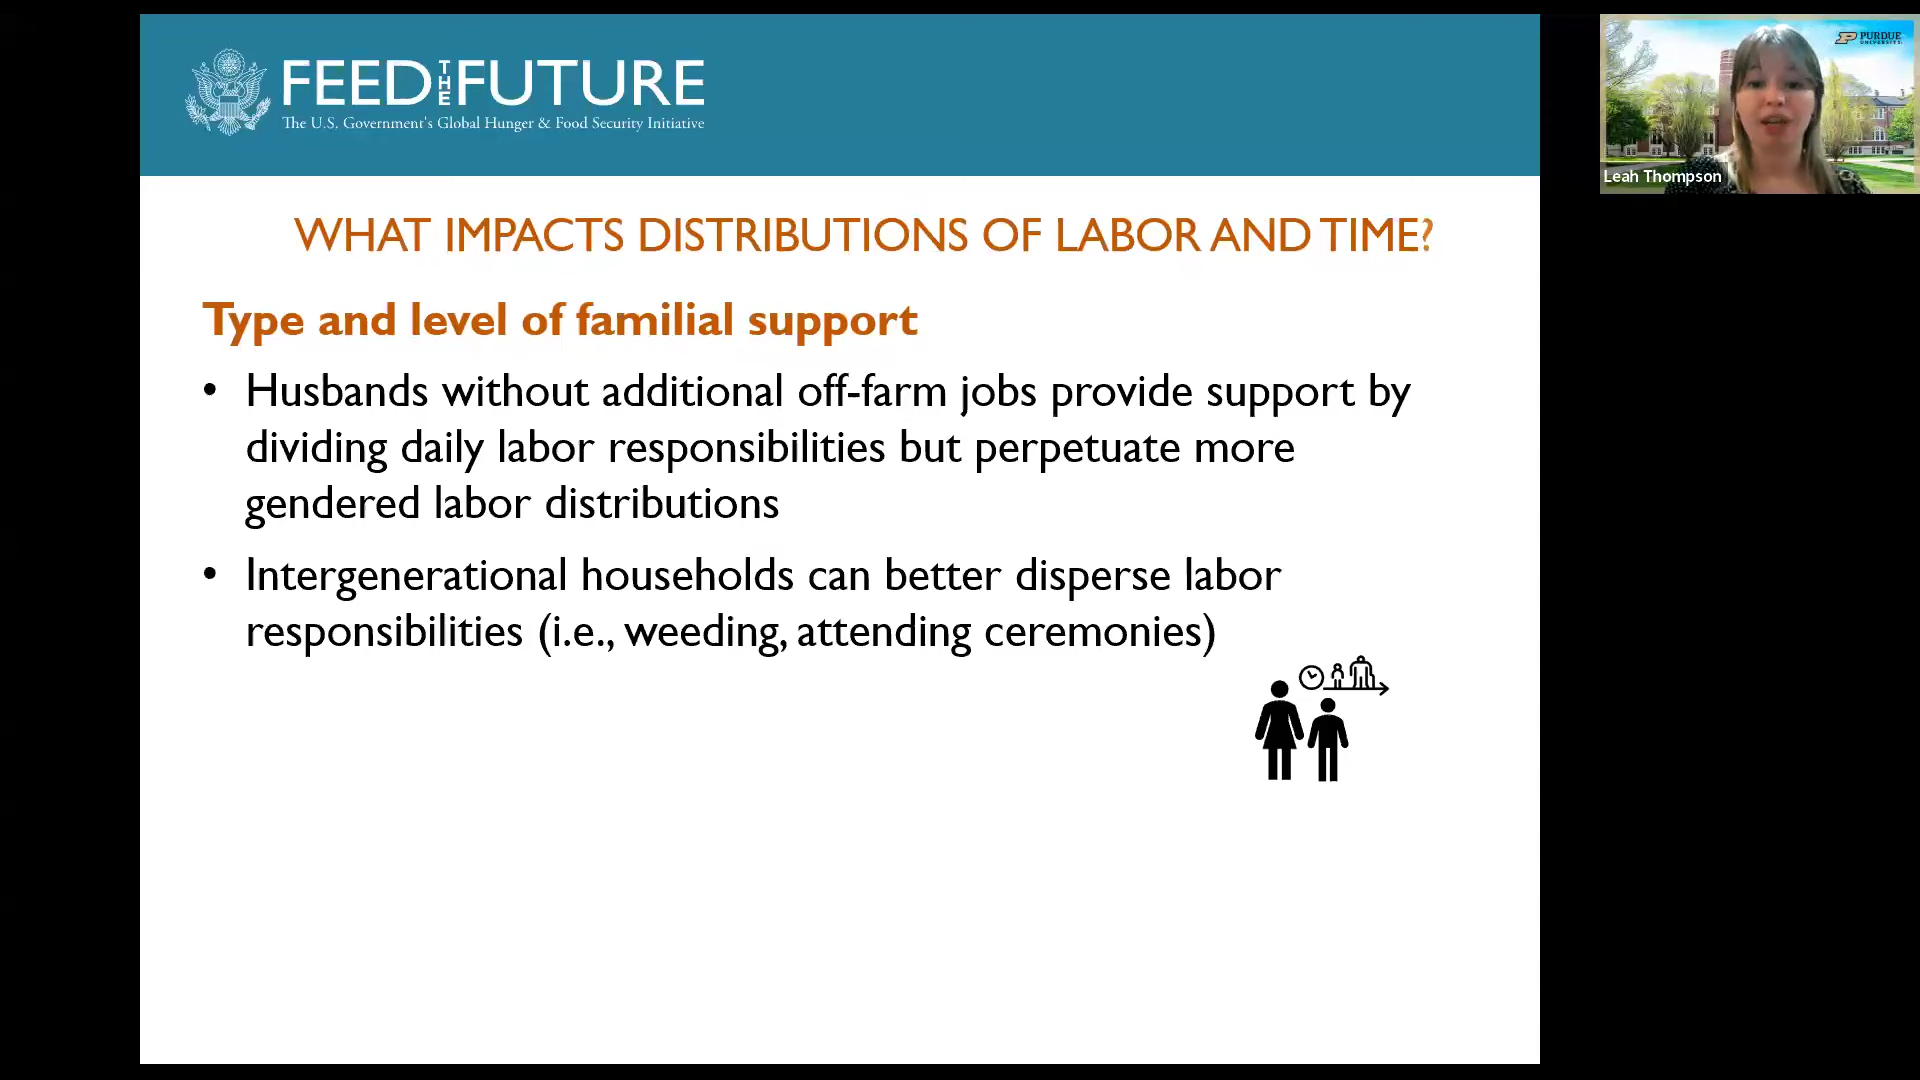 FEED THE FUTURE
The U.S. Government's Global Hunger & Food Security Initiative
PURDUE
UNIVERSITY
Leah Thompson
WHAT IMPACTS DISTRIBUTIONS OF LABOR AND TIME?
Type and level of familial support
• Husbands without additional off-farm jobs provide support by
dividing daily labor responsibilities but perpetuate more
gendered labor distributions
• Intergenerational households can better disperse labor
responsibilities (i.e., weeding, attending ceremonies)